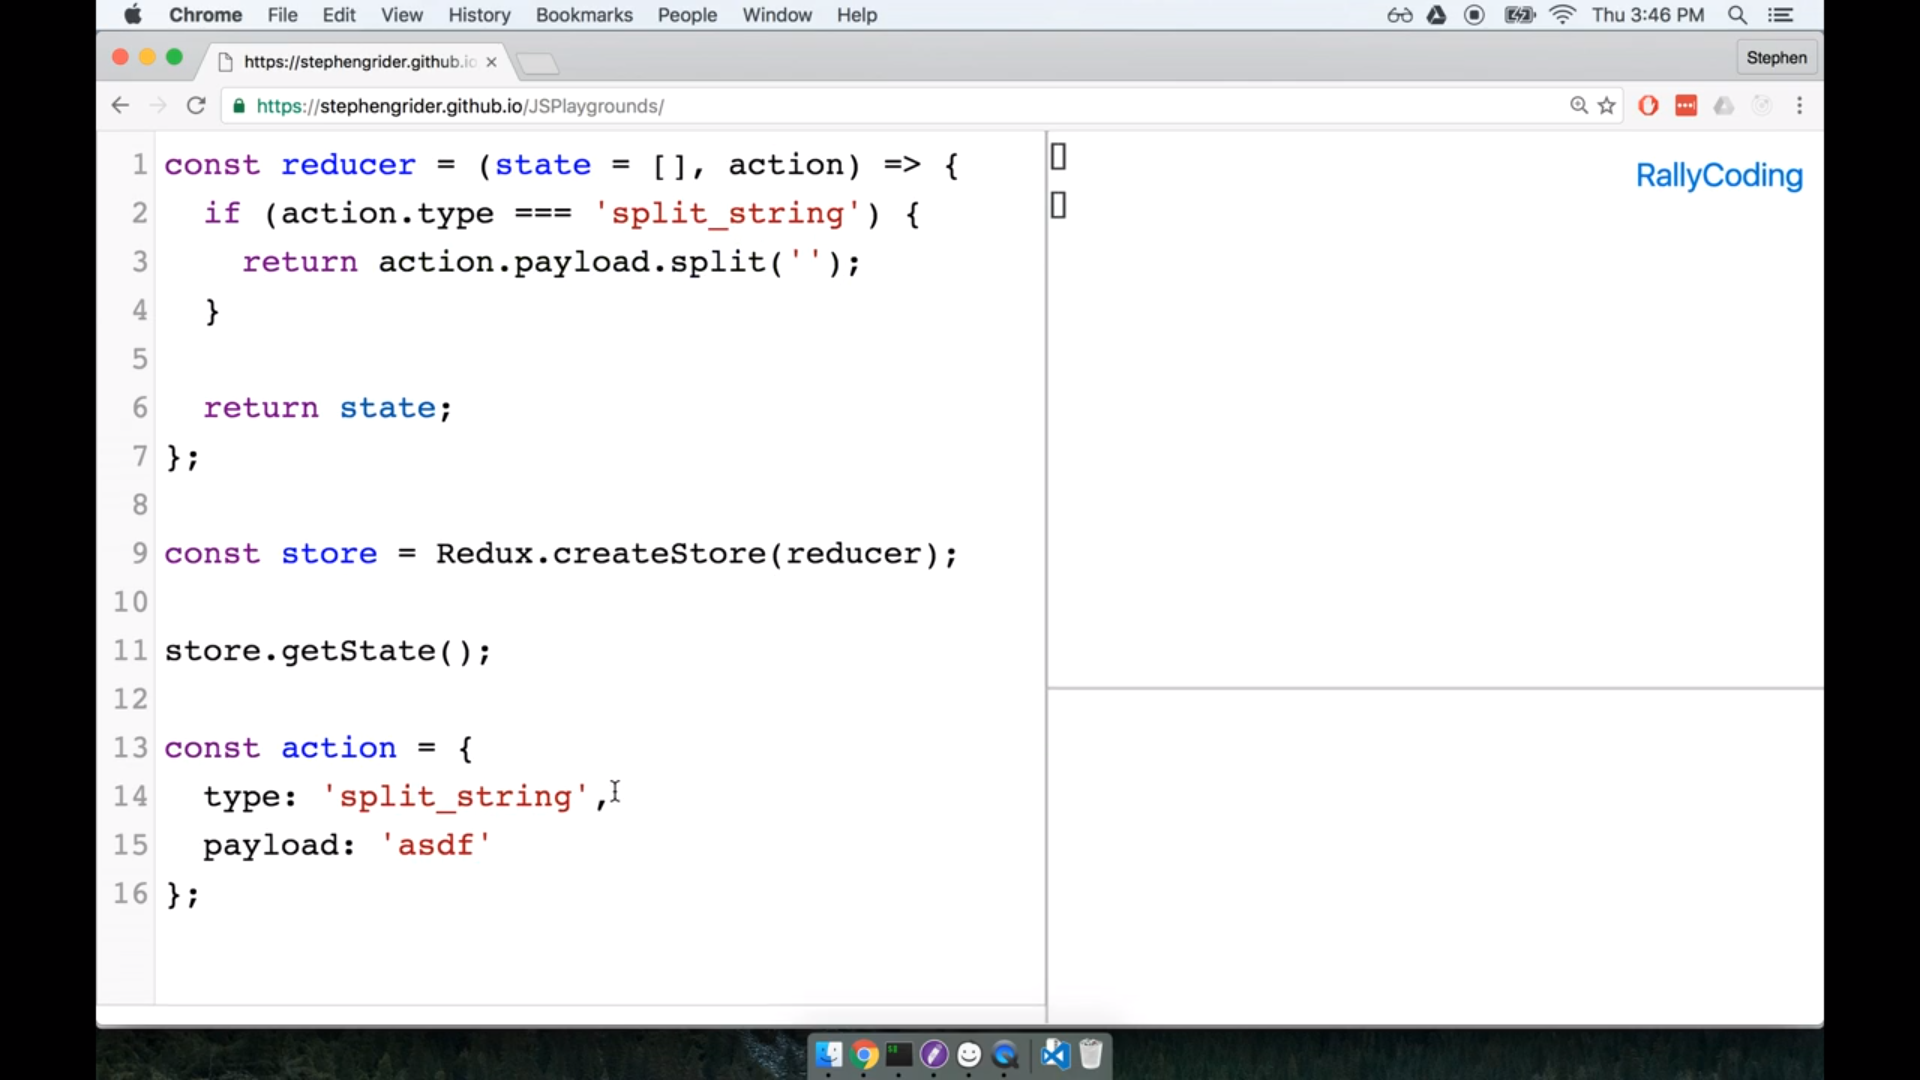 Chrome File Edit View History Bookmarks People Window Help Thu 3:46 PM
https://stephengrider.github.io Stephen
https://stephengrider.github.io/JSPlaygrounds/
1 const reducer = (state = [], action) => {
2 if (action.type === 'split_string') {
3 return action.payload.split('');
4 }
5
6 return state;
7 };
8
9 const store = Redux.createStore(reducer);
10
11 store.getState();
12
13 const action = {
14 type: 'split_string',
15 payload: 'asdf'
16 };
[]
[]
RallyCoding